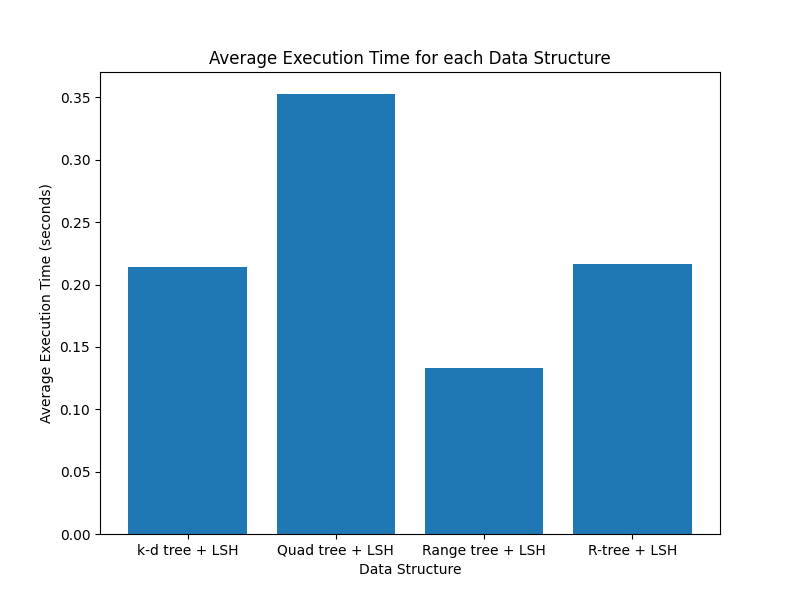 Average Execution Time for each Data Structure
Average Execution Time (seconds)
0.35
0.30
0.25
0.20
0.15
0.10
0.05
0.00
k-d tree + LSH
Quad tree + LSH
Range tree + LSH
R-tree + LSH
Data Structure